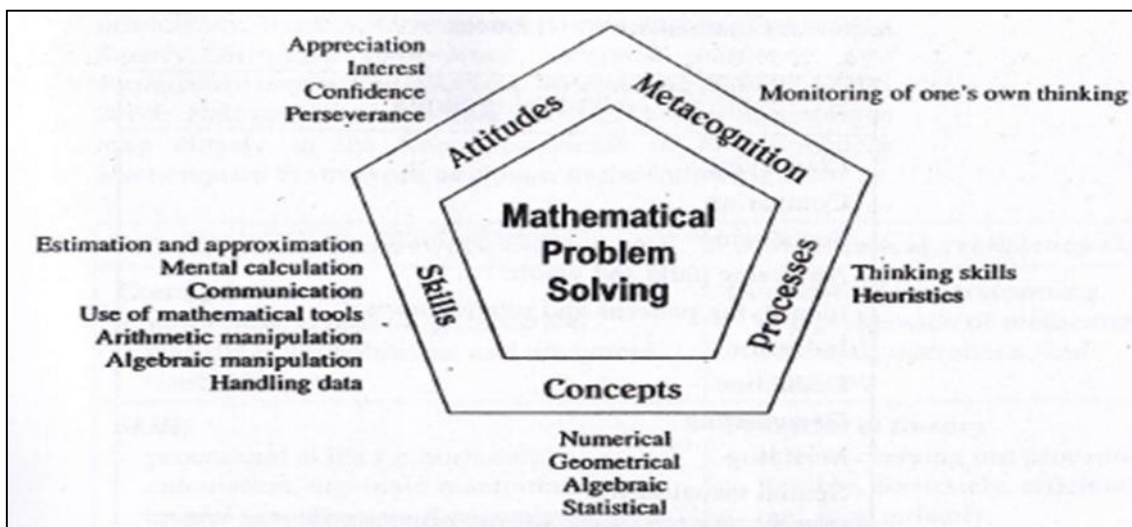 Appreciation
Interest
Confidence
Perseverance
Attitudes
Metacognition
Monitoring of one's own thinking
Mathematical
Problem
Solving
Estimation and approximation
Mental calculation
Communication
Use of mathematical tools
Arithmetic manipulation
Algebraic manipulation
Handling data
Skills
Processes
Thinking skills
Heuristics
Concepts
Numerical
Geometrical
Algebraic
Statistical